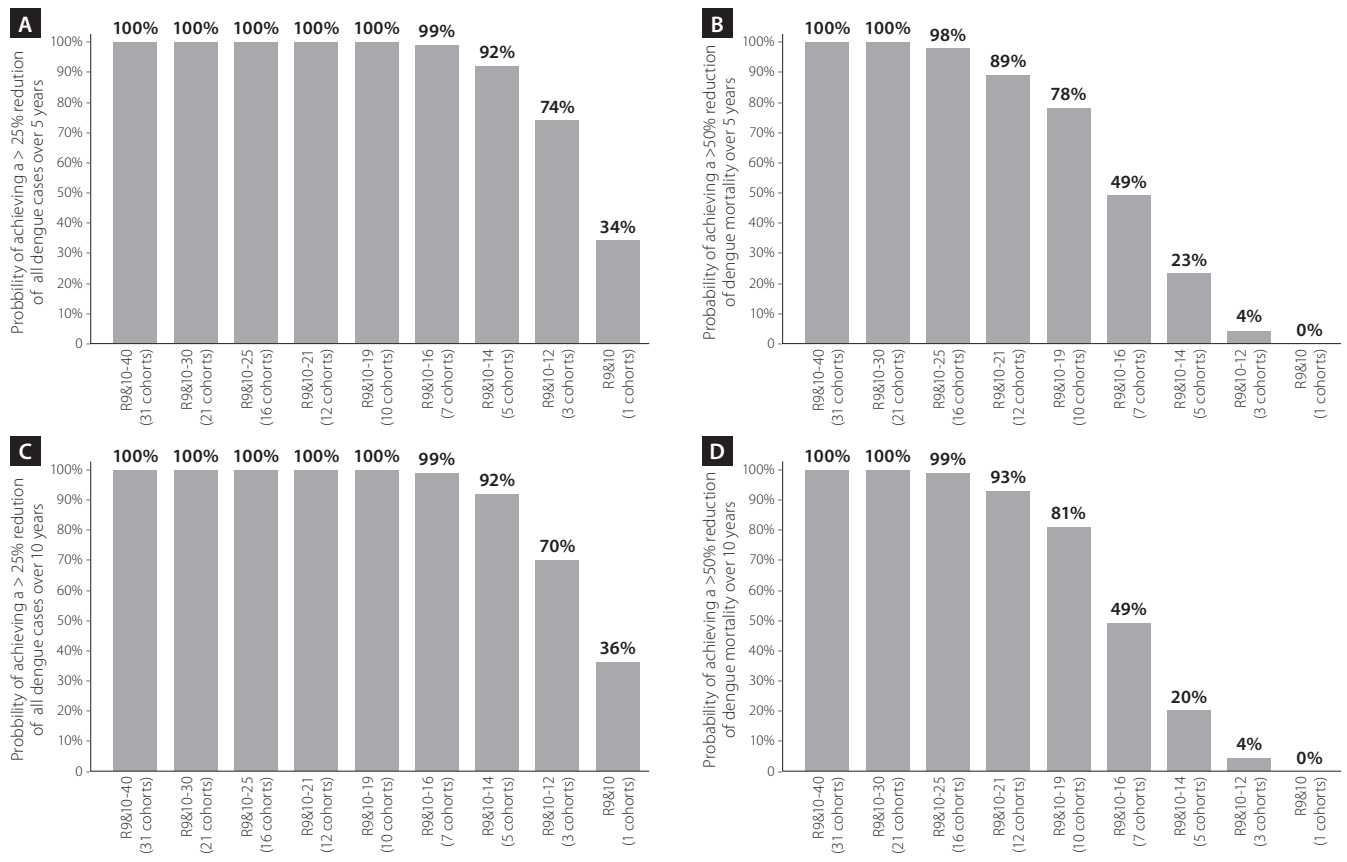 A
Probbility of achieving a > 25% redution
of all dengue cases over 5 years
100%
90%
80%
70%
60%
50%
40%
30%
20%
10%
0
100% 100% 100% 100% 100% 99% 92% 74% 34%
R9&10-40
(31 cohorts)
R9&10-30
(21 cohorts)
R9&10-25
(16 cohorts)
R9&10-21
(12 cohorts)
R9&10-19
(10 cohorts)
R9&10-16
(7 cohorts)
R9&10-14
(5 cohorts)
R9&10-12
(3 cohorts)
R9&10
(1 cohorts)
B
Probability of achieving a >50% reduction
of dengue mortality over 5 years
100%
90%
80%
70%
60%
50%
40%
30%
20%
10%
0
100% 100% 98% 89% 78% 49% 23% 4% 0%
R9&10-40
(31 cohorts)
R9&10-30
(21 cohorts)
R9&10-25
(16 cohorts)
R9&10-21
(12 cohorts)
R9&10-19
(10 cohorts)
R9&10-16
(7 cohorts)
R9&10-14
(5 cohorts)
R9&10-12
(3 cohorts)
R9&10
(1 cohorts)
C
Probbility of achieving a > 25% redution
of all dengue cases over 10 years
100%
90%
80%
70%
60%
50%
40%
30%
20%
10%
0
100% 100% 100% 100% 100% 99% 92% 70% 36%
R9&10-40
(31 cohorts)
R9&10-30
(21 cohorts)
R9&10-25
(16 cohorts)
R9&10-21
(12 cohorts)
R9&10-19
(10 cohorts)
R9&10-16
(7 cohorts)
R9&10-14
(5 cohorts)
R9&10-12
(3 cohorts)
R9&10
(1 cohorts)
D
Probability of achieving a >50% reduction
of dengue mortality over 10 years
100%
90%
80%
70%
60%
50%
40%
30%
20%
10%
0
100% 100% 99% 93% 81% 49% 20% 4% 0%
R9&10-40
(31 cohorts)
R9&10-30
(21 cohorts)
R9&10-25
(16 cohorts)
R9&10-21
(12 cohorts)
R9&10-19
(10 cohorts)
R9&10-16
(7 cohorts)
R9&10-14
(5 cohorts)
R9&10-12
(3 cohorts)
R9&10
(1 cohorts)